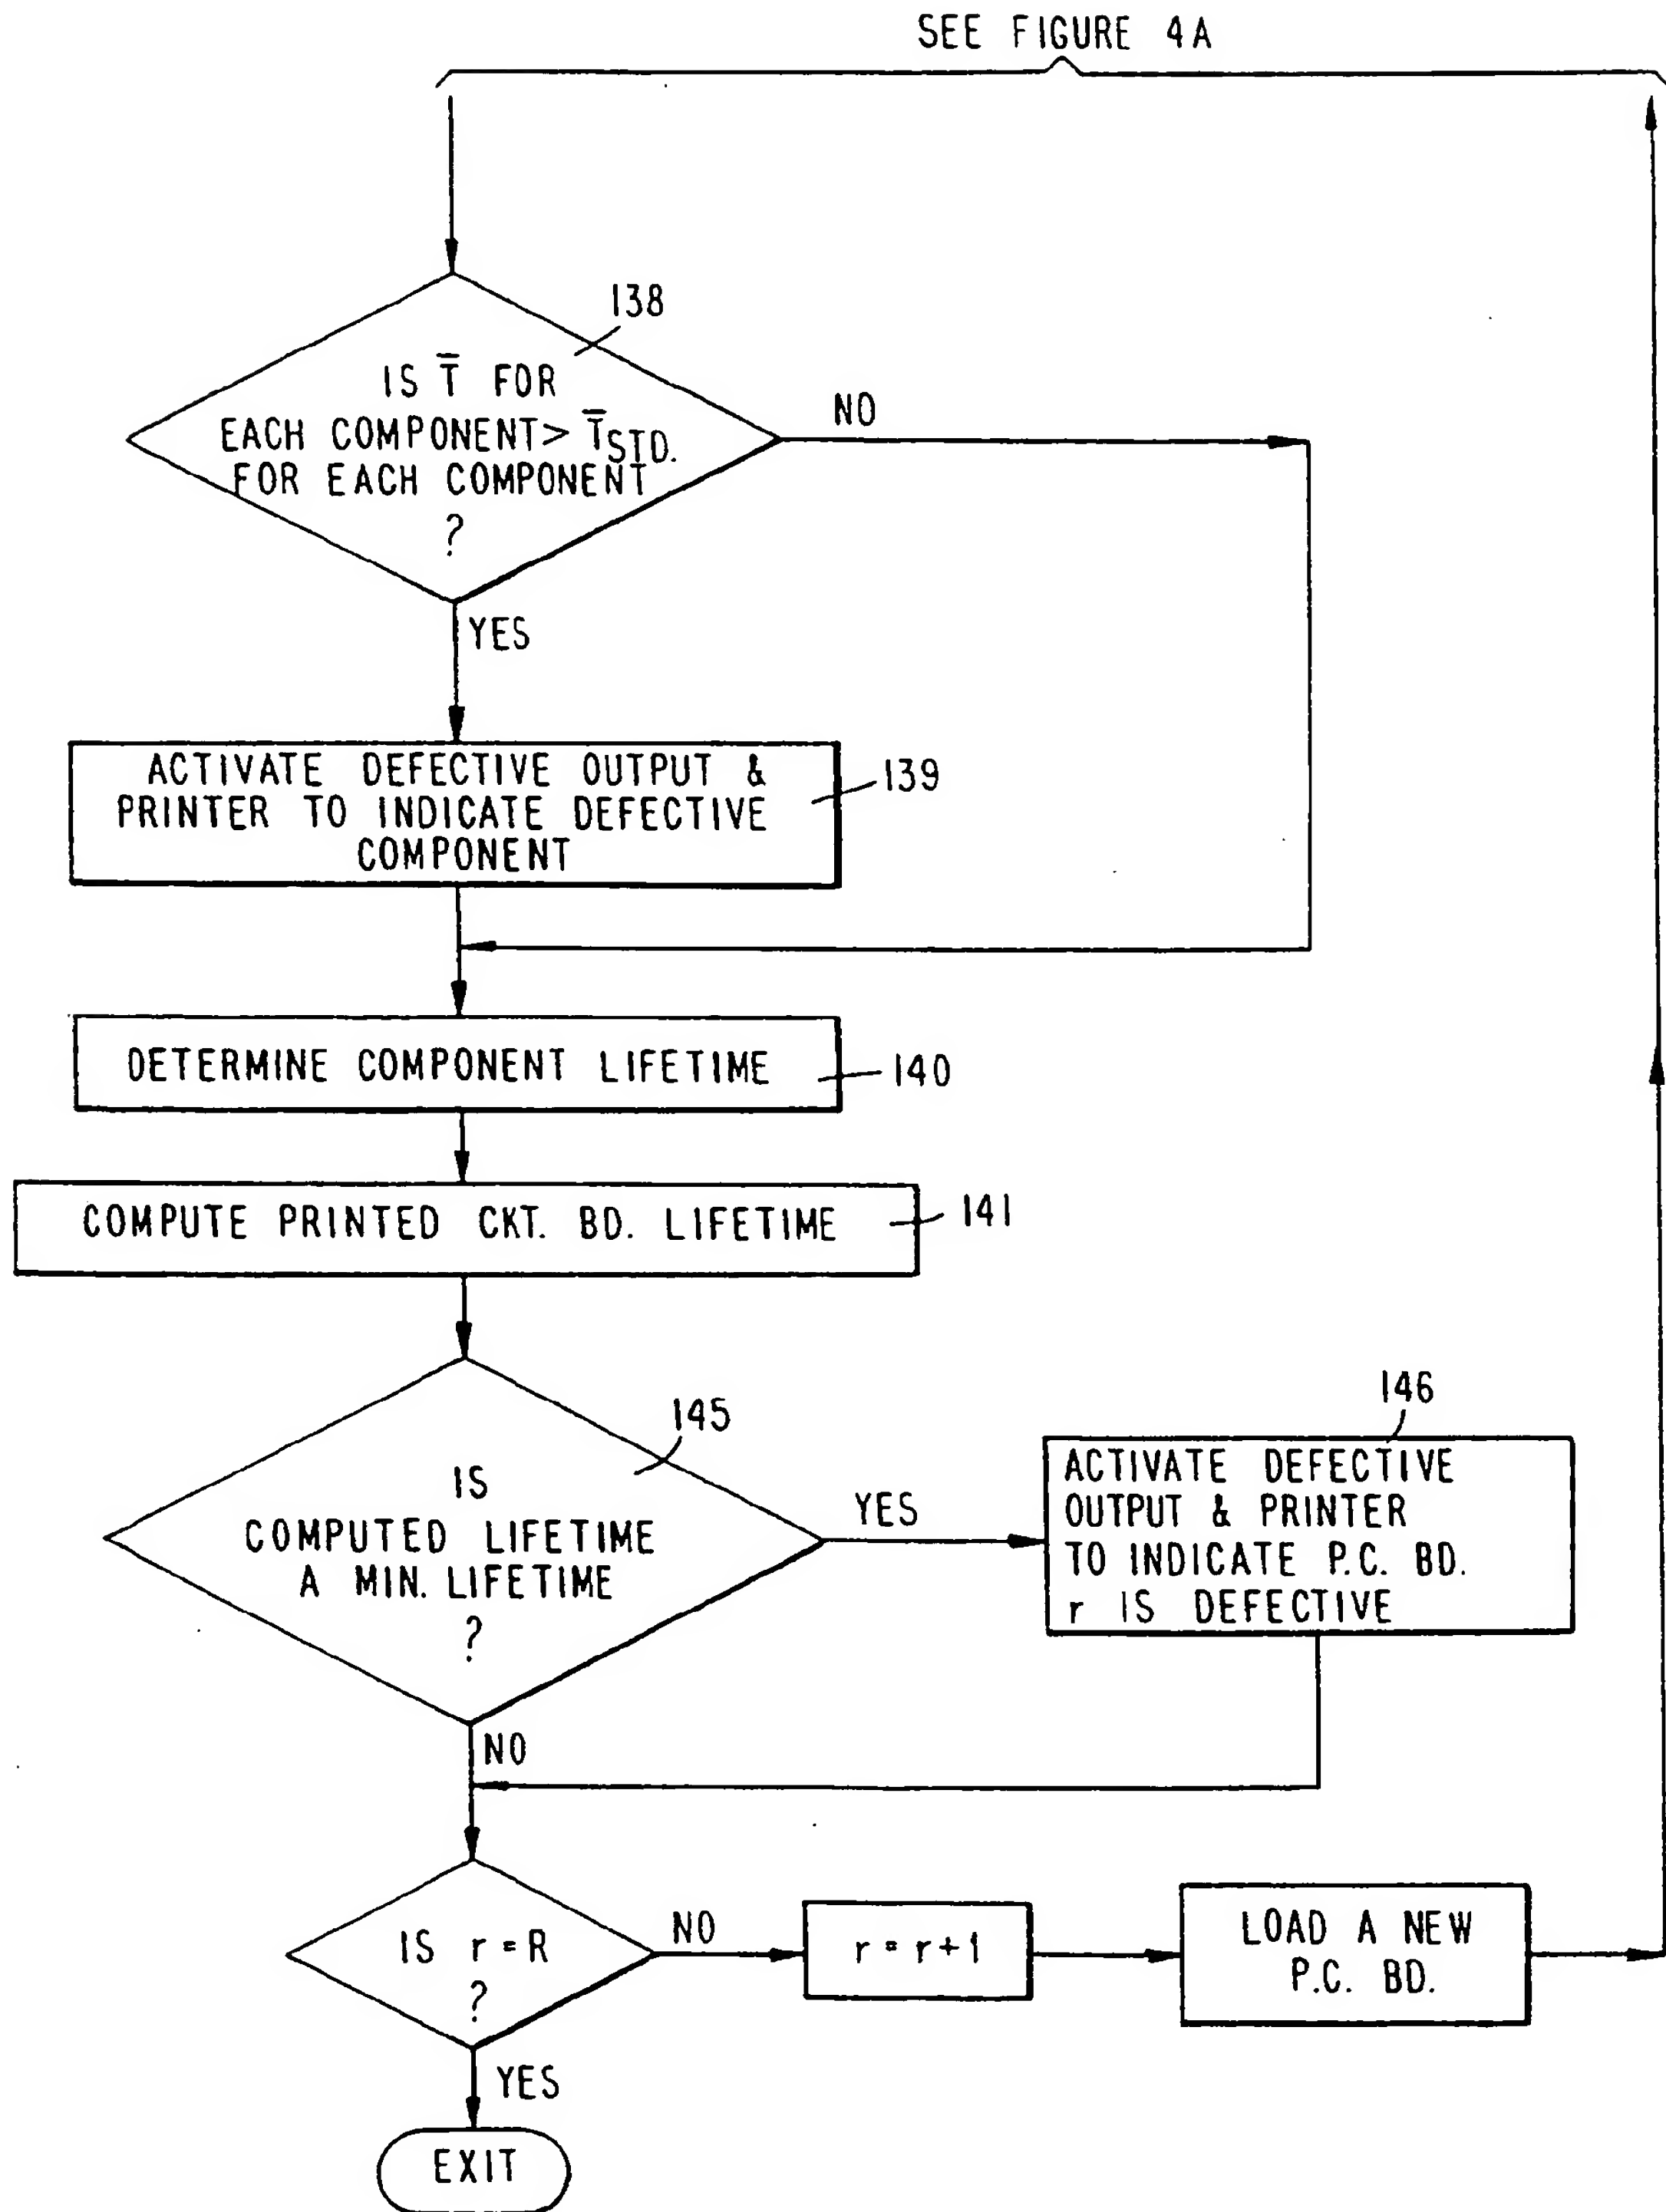 SEE FIGURE 4A
138
IS T̅ FOR
EACH COMPONENT> T̅STD.
FOR EACH COMPONENT
?
NO
YES
ACTIVATE DEFECTIVE OUTPUT &
PRINTER TO INDICATE DEFECTIVE
COMPONENT
139
DETERMINE COMPONENT LIFETIME
140
COMPUTE PRINTED CKT. BD. LIFETIME
141
145
IS
COMPUTED LIFETIME
A MIN. LIFETIME
?
YES
146
ACTIVATE DEFECTIVE
OUTPUT & PRINTER
TO INDICATE P.C. BD.
r IS DEFECTIVE
NO
IS r = R
?
NO
r = r+1
LOAD A NEW
P.C. BD.
YES
EXIT